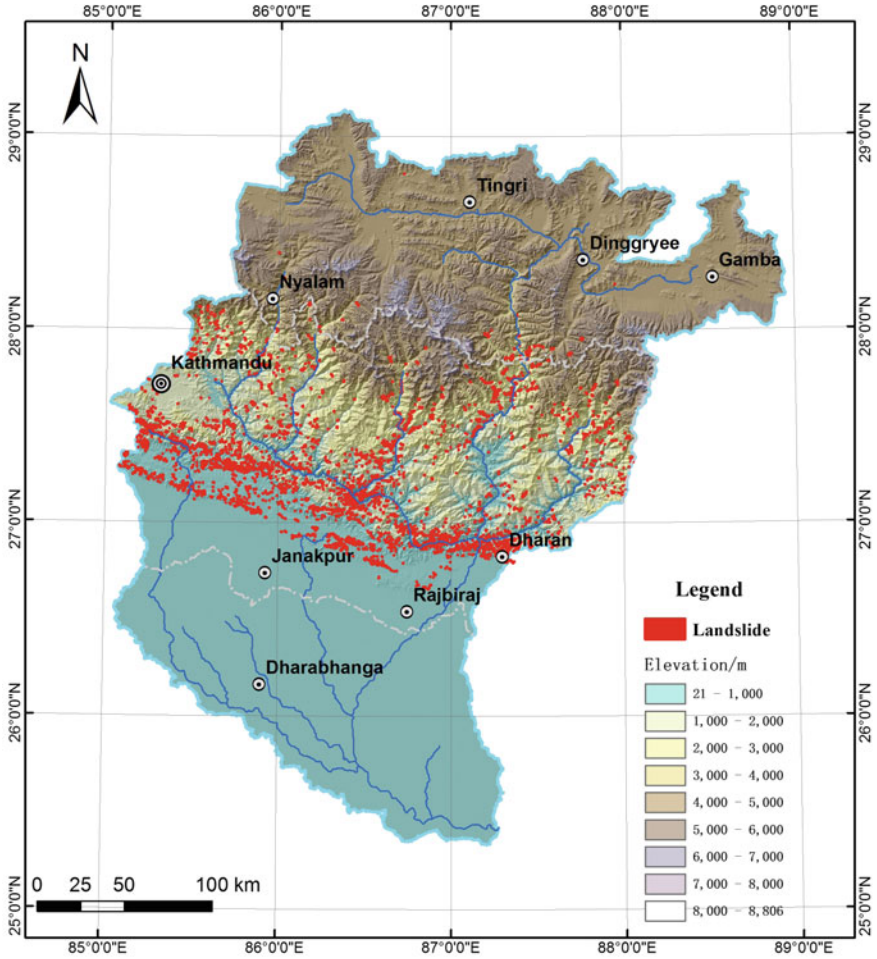 85°0'0"E 86°0'0"E 87°0'0"E 88°0'0"E 89°0'0"E
N
29°0'0"N
29°0'0"N
Tingri
Dinggryee
Gamba
Nyalam
28°0'0"N
28°0'0"N
Kathmandu
27°0'0"N
27°0'0"N
Dharan
Janakpur
Rajbiraj
Dharabhanga
26°0'0"N
26°0'0"N
Legend
Landslide
Elevation/m
21 - 1,000
1,000 - 2,000
2,000 - 3,000
3,000 - 4,000
4,000 - 5,000
5,000 - 6,000
6,000 - 7,000
7,000 - 8,000
8,000 - 8,806
0 25 50 100 km
25°0'0"N
25°0'0"N
85°0'0"E 86°0'0"E 87°0'0"E 88°0'0"E 89°0'0"E